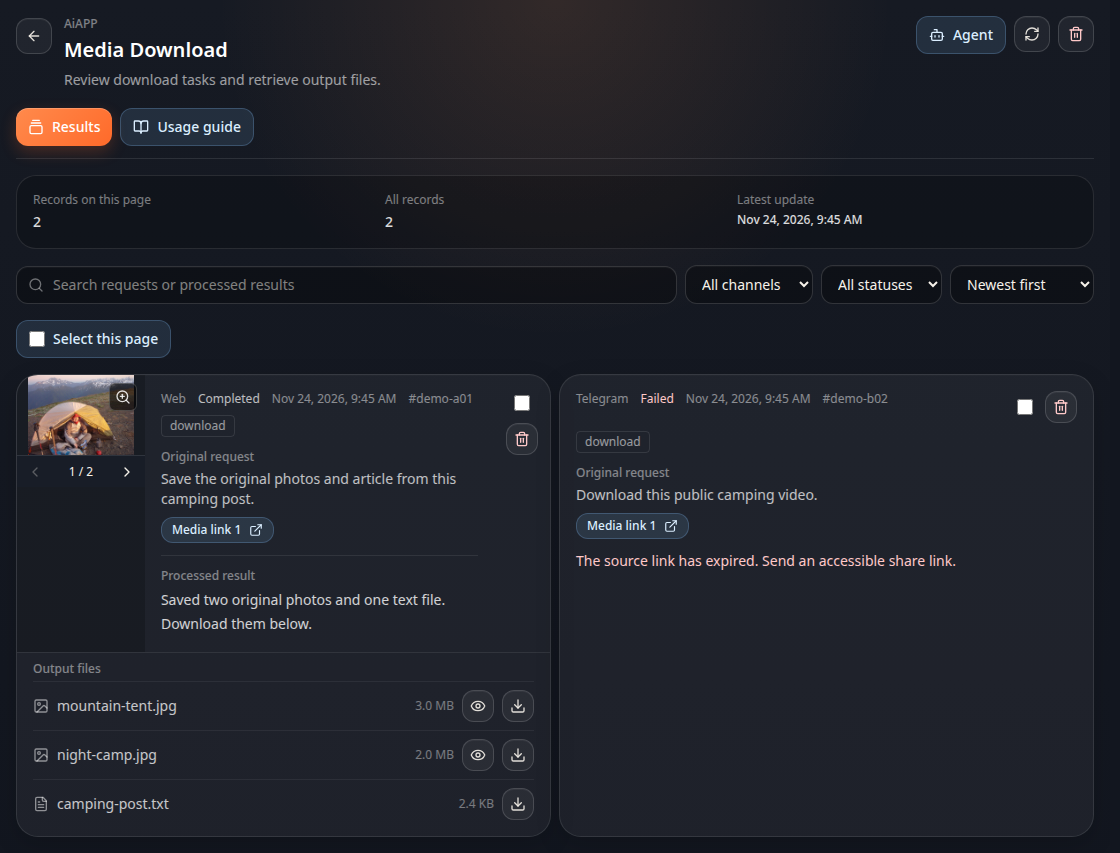 AiAPP
Media Download
Review download tasks and retrieve output files.
Agent
Results
Usage guide
Records on this page
2
All records
2
Latest update
Nov 24, 2026, 9:45 AM
Search requests or processed results
All channels
All statuses
Newest first
Select this page
1 / 2
Web Completed Nov 24, 2026, 9:45 AM #demo-a01
download
Original request
Save the original photos and article from this
camping post.
Media link 1
Processed result
Saved two original photos and one text file.
Download them below.
Output files
mountain-tent.jpg 3.0 MB
night-camp.jpg 2.0 MB
camping-post.txt 2.4 KB
Telegram Failed Nov 24, 2026, 9:45 AM #demo-b02
download
Original request
Download this public camping video.
Media link 1
The source link has expired. Send an accessible share link.